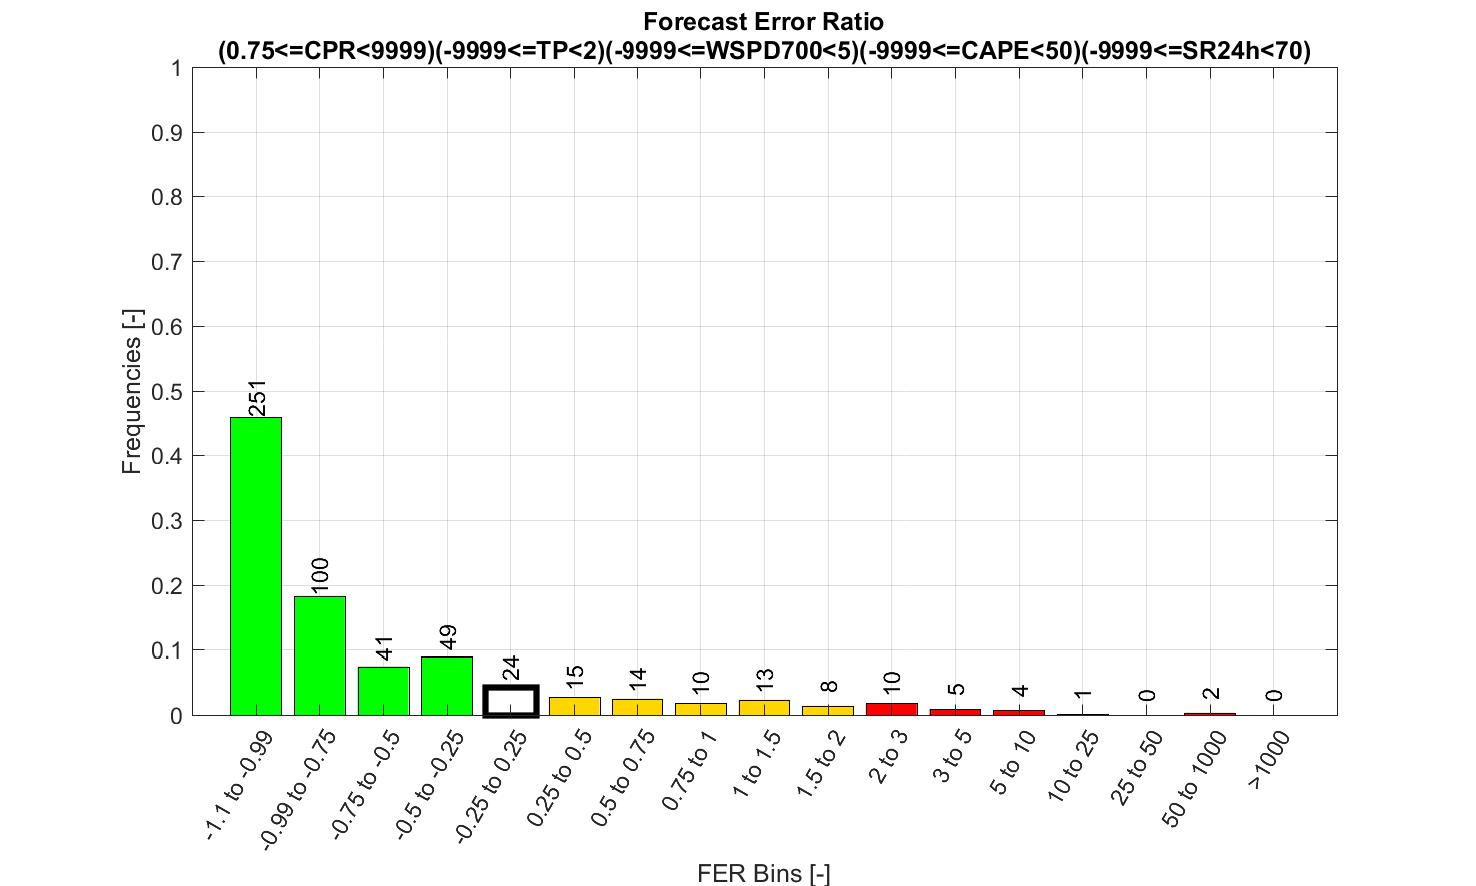 Forecast Error Ratio
(0.75<=CPR<9999)(-9999<=TP<2)(-9999<=WSPD700<5)(-9999<=CAPE<50)(-9999<=SR24h<70)
Frequencies [-]
1
0.9
0.8
0.7
0.6
0.5
0.4
0.3
0.2
0.1
0
251
100
41
49
24
15
14
10
13
8
10
5
4
1
0
2
0
-1.1 to -0.99
-0.99 to -0.75
-0.75 to -0.5
-0.5 to -0.25
-0.25 to 0.25
0.25 to 0.5
0.5 to 0.75
0.75 to 1
1 to 1.5
1.5 to 2
2 to 3
3 to 5
5 to 10
10 to 25
25 to 50
50 to 1000
>1000
FER Bins [-]